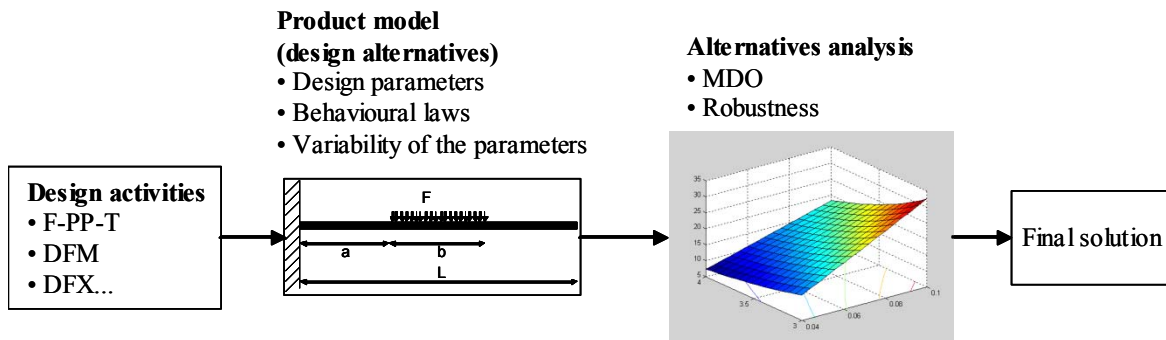 Product model
(design alternatives)
• Design parameters
• Behavioural laws
• Variability of the parameters
Alternatives analysis
• MDO
• Robustness
Design activities
• F-PP-T
• DFM
• DFX...
F
a
b
L
35
30
25
20
15
10
5
4
3.5
3
0.04
0.06
0.08
0.1
Final solution